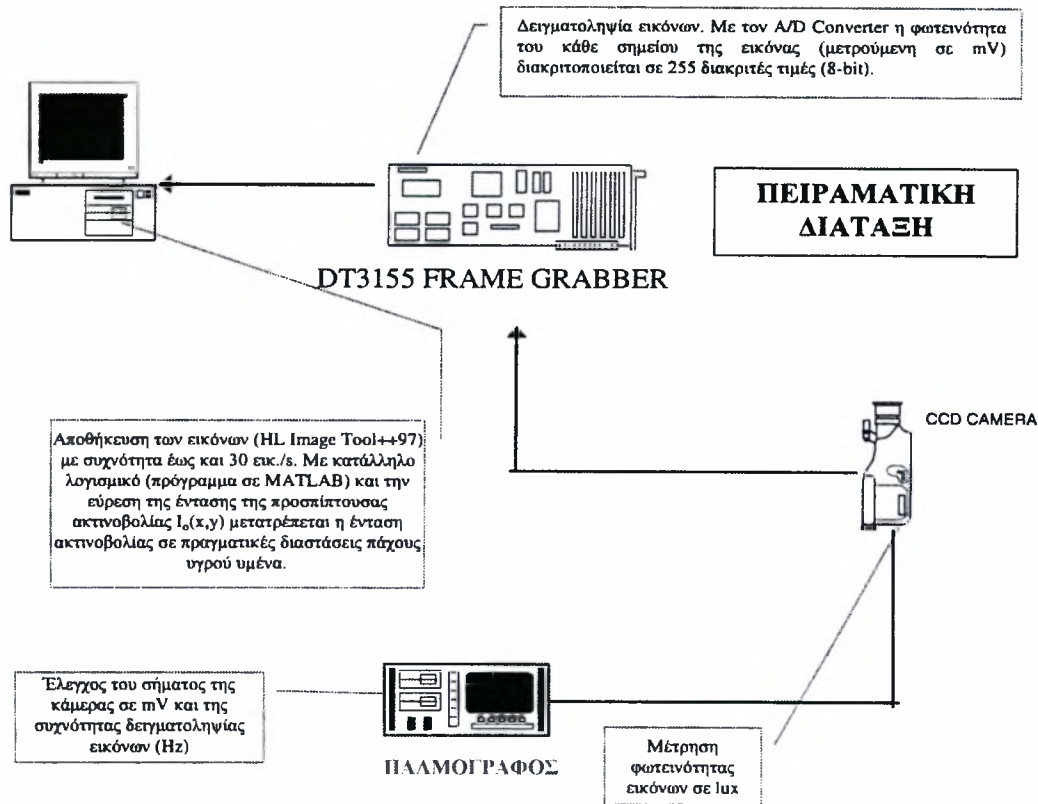 Δειγματοληψία εικόνων. Με τον A/D Converter η φωτεινότητα
του κάθε σημείου της εικόνας (μετρούμενη σε mV)
διακριτοποιείται σε 255 διακριτές τιμές (8-bit).
ΠΕΙΡΑΜΑΤΙΚΗ
ΔΙΑΤΑΞΗ
DT3155 FRAME GRABBER
CCD CAMERA
Αποθήκευση των εικόνων (HL Image Tool++97)
με συχνότητα έως και 30 εικ./s. Με κατάλληλο
λογισμικό (πρόγραμμα σε MATLAB) και την
εύρεση της έντασης της προσπίπτουσας
ακτινοβολίας Iₒ(x,y) μετατρέπεται η ένταση
ακτινοβολίας σε πραγματικές διαστάσεις πάχους
υγρού υμένα.
Έλεγχος του σήματος της
κάμερας σε mV και της
συχνότητας δειγματοληψίας
εικόνων (Hz)
ΠΑΛΜΟΓΡΑΦΟΣ
Μέτρηση
φωτεινότητας
εικόνων σε lux